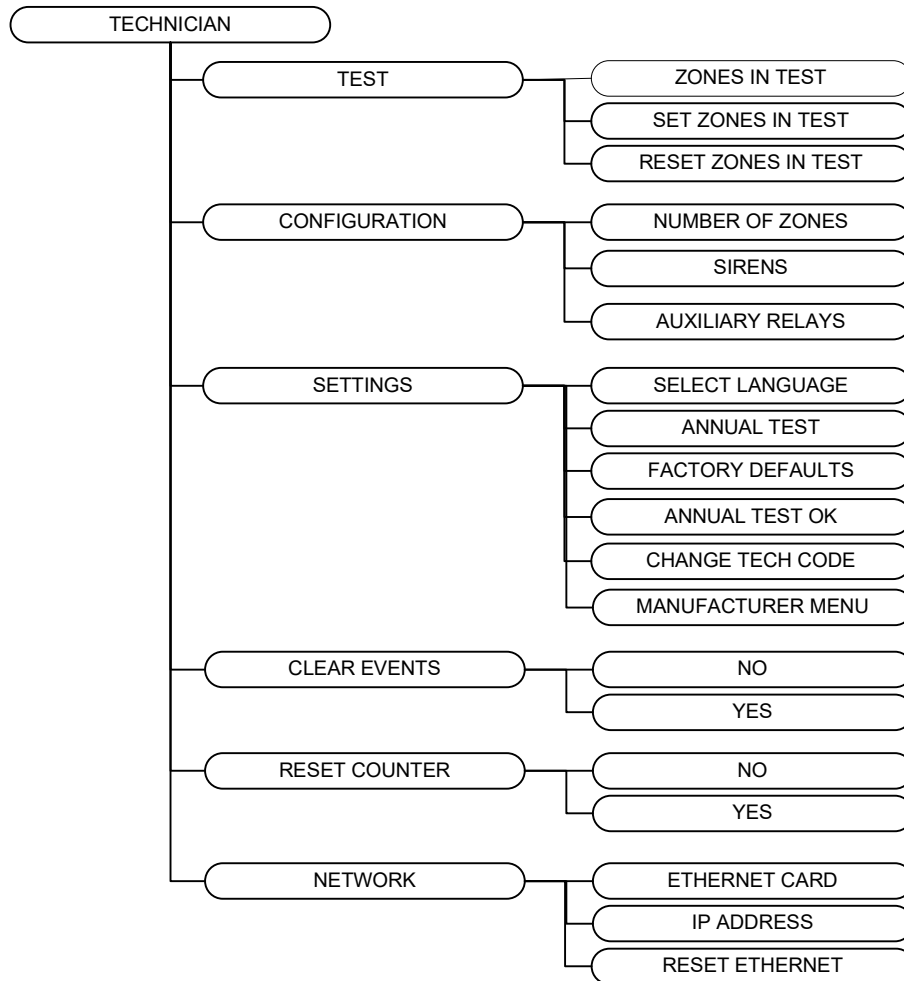 TECHNICIAN
TEST
ZONES IN TEST
SET ZONES IN TEST
RESET ZONES IN TEST
CONFIGURATION
NUMBER OF ZONES
SIRENS
AUXILIARY RELAYS
SETTINGS
SELECT LANGUAGE
ANNUAL TEST
FACTORY DEFAULTS
ANNUAL TEST OK
CHANGE TECH CODE
MANUFACTURER MENU
CLEAR EVENTS
NO
YES
RESET COUNTER
NO
YES
NETWORK
ETHERNET CARD
IP ADDRESS
RESET ETHERNET